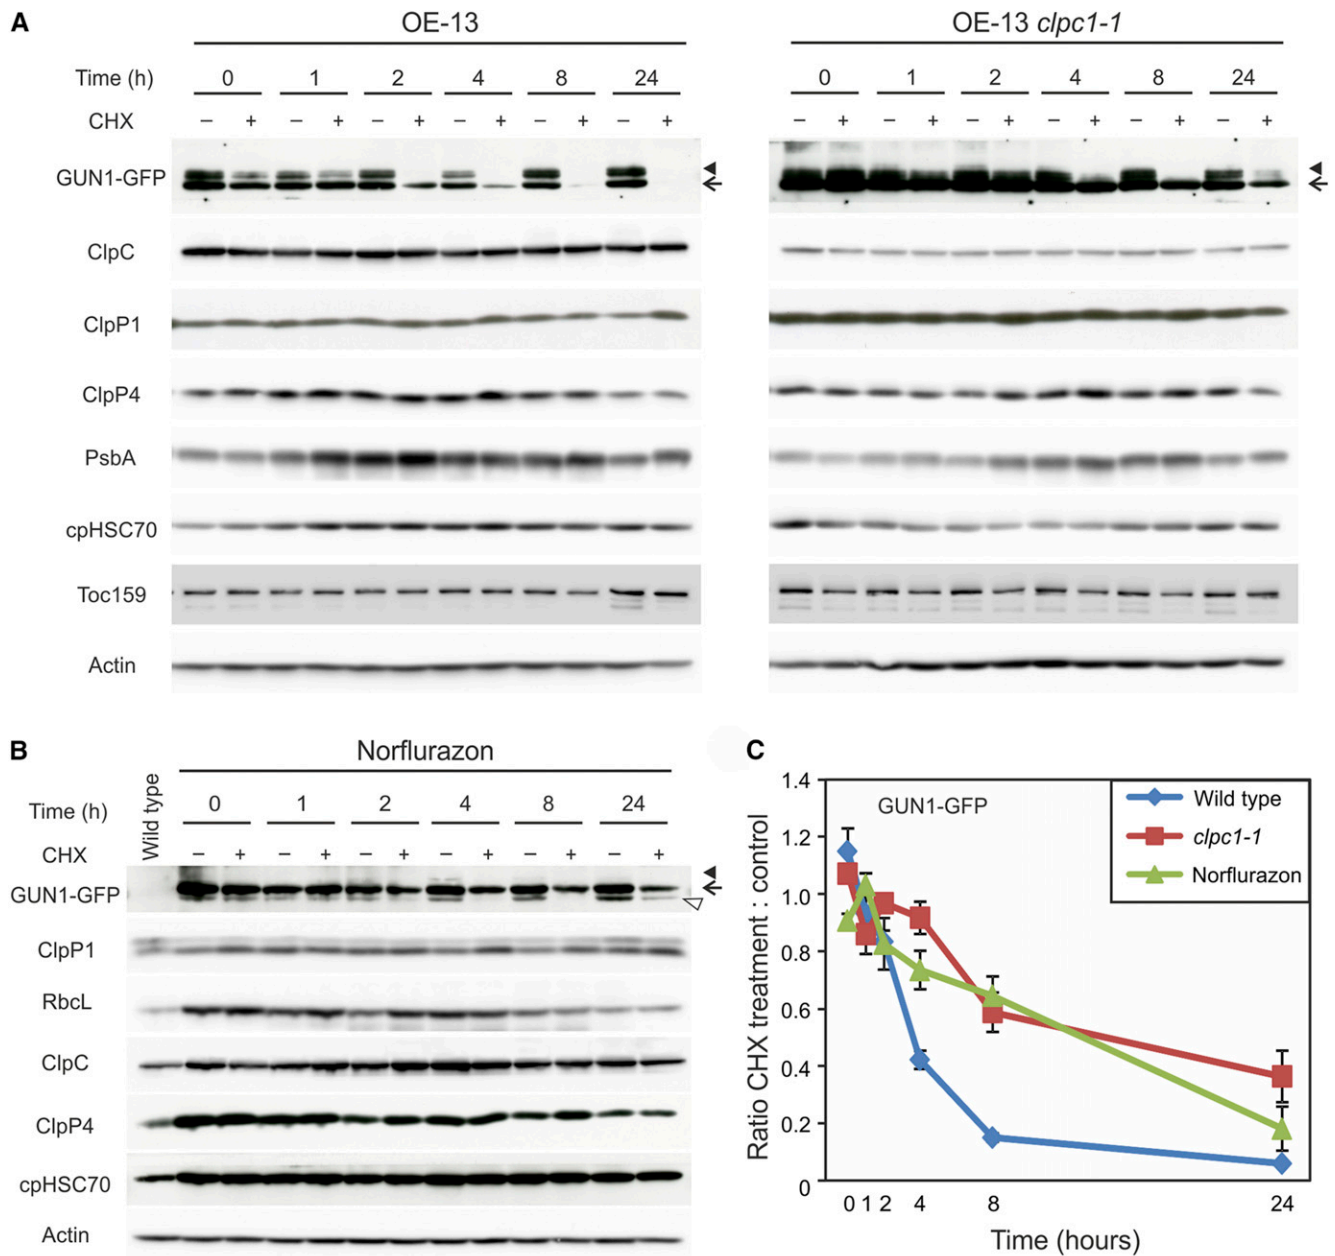 A
OE-13
OE-13 clpc1-1
Time (h) 0 1 2 4 8 24 0 1 2 4 8 24
CHX – + – + – + – + – + – + – + – + – + – + – + – +
GUN1-GFP
ClpC
ClpP1
ClpP4
PsbA
cpHSC70
Toc159
Actin
B
Norflurazon
Wild type
Time (h) 0 1 2 4 8 24
CHX – + – + – + – + – + – +
GUN1-GFP
ClpP1
RbcL
ClpC
ClpP4
cpHSC70
Actin
C
GUN1-GFP
Wild type
clpc1-1
Norflurazon
Ratio CHX treatment : control
1.4
1.2
1.0
0.8
0.6
0.4
0.2
0
0 1 2 4 8 24
Time (hours)